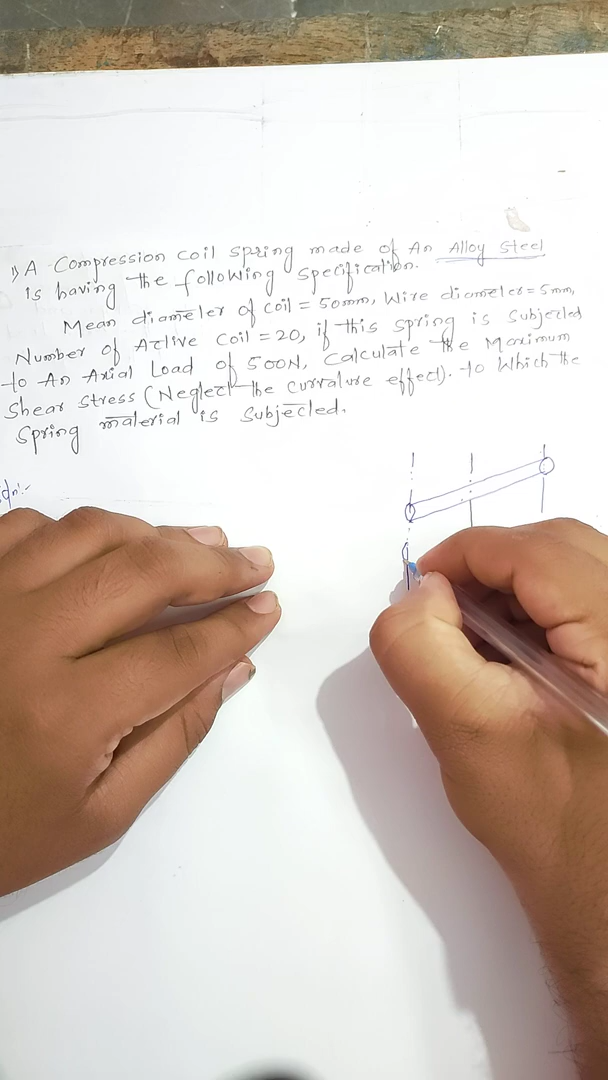 1) A Compression coil spring made of An Alloy steel
is having the following specification.
Mean diameter of coil = 50mm, Wire diameter = 5mm,
Number of Active coil = 20, if this spring is subjected
to An Axial Load of 500N, Calculate the Maximum
Shear stress (Neglect the curvature effect). to which the
Spring material is subjected.